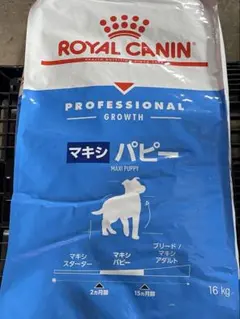 ROYAL CANIN
PROFESSIONAL
GROWTH
マキシ パピー
MAXI PUPPY
マキシ
スターター
マキシ
パピー
ブリード/
マキシ
アダルト
2ヵ月齢
15ヵ月齢
16 kg